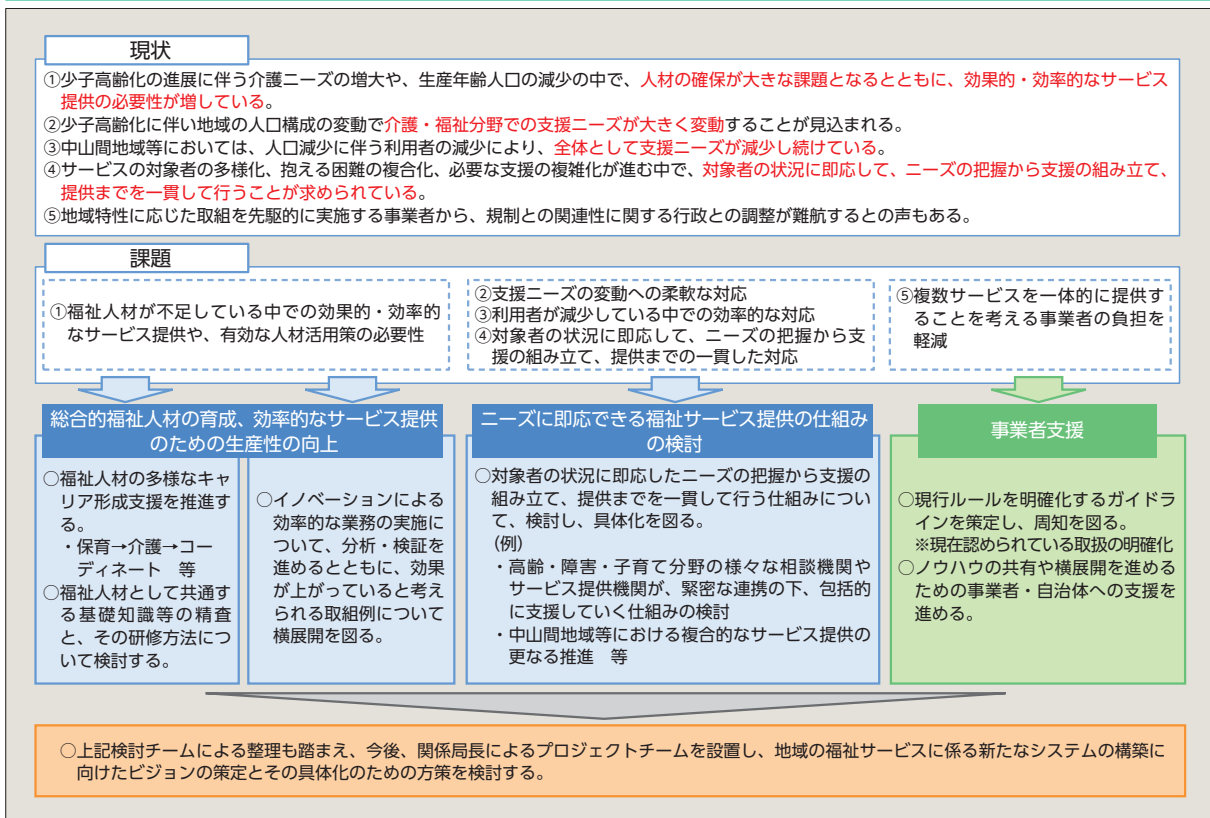 現状
①少子高齢化の進展に伴う介護ニーズの増大や、生産年齢人口の減少の中で、人材の確保が大きな課題となるとともに、効果的・効率的なサービス
提供の必要性が増している。
②少子高齢化に伴い地域の人口構成の変動で介護・福祉分野での支援ニーズが大きく変動することが見込まれる。
③中山間地域等においては、人口減少に伴う利用者の減少により、全体として支援ニーズが減少し続けている。
④サービスの対象者の多様化、抱える困難の複合化、必要な支援の複雑化が進む中で、対象者の状況に即応して、ニーズの把握から支援の組み立て、
提供までを一貫して行うことが求められている。
⑤地域特性に応じた取組を先駆的に実施する事業者から、規制との関連性に関する行政との調整が難航するとの声もある。
課題
①福祉人材が不足している中での効果的・効率的
なサービス提供や、有効な人材活用策の必要性
②支援ニーズの変動への柔軟な対応
③利用者が減少している中での効率的な対応
④対象者の状況に即応して、ニーズの把握から支
援の組み立て、提供までの一貫した対応
⑤複数サービスを一体的に提供す
ることを考える事業者の負担を
軽減
総合的福祉人材の育成、効率的なサービス提供
のための生産性の向上
○福祉人材の多様なキャ
リア形成支援を推進す
る。
・保育→介護→コー
ディネート 等
○福祉人材として共通す
る基礎知識等の精査
と、その研修方法につ
いて検討する。
○イノベーションによる
効率的な業務の実施に
ついて、分析・検証を
進めるとともに、効果
が上がっていると考え
られる取組例について
横展開を図る。
ニーズに即応できる福祉サービス提供の仕組み
の検討
○対象者の状況に即応したニーズの把握から支援の
組み立て、提供までを一貫して行う仕組みについ
て、検討し、具体化を図る。
(例)
・高齢・障害・子育て分野の様々な相談機関や
サービス提供機関が、緊密な連携の下、包括的
に支援していく仕組みの検討
・中山間地域等における複合的なサービス提供の
更なる推進 等
事業者支援
○現行ルールを明確化するガイドラ
インを策定し、周知を図る。
※現在認められている取扱の明確化
○ノウハウの共有や横展開を進める
ための事業者・自治体への支援を
進める。
○上記検討チームによる整理も踏まえ、今後、関係局長によるプロジェクトチームを設置し、地域の福祉サービスに係る新たなシステムの構築に
向けたビジョンの策定とその具体化のための方策を検討する。